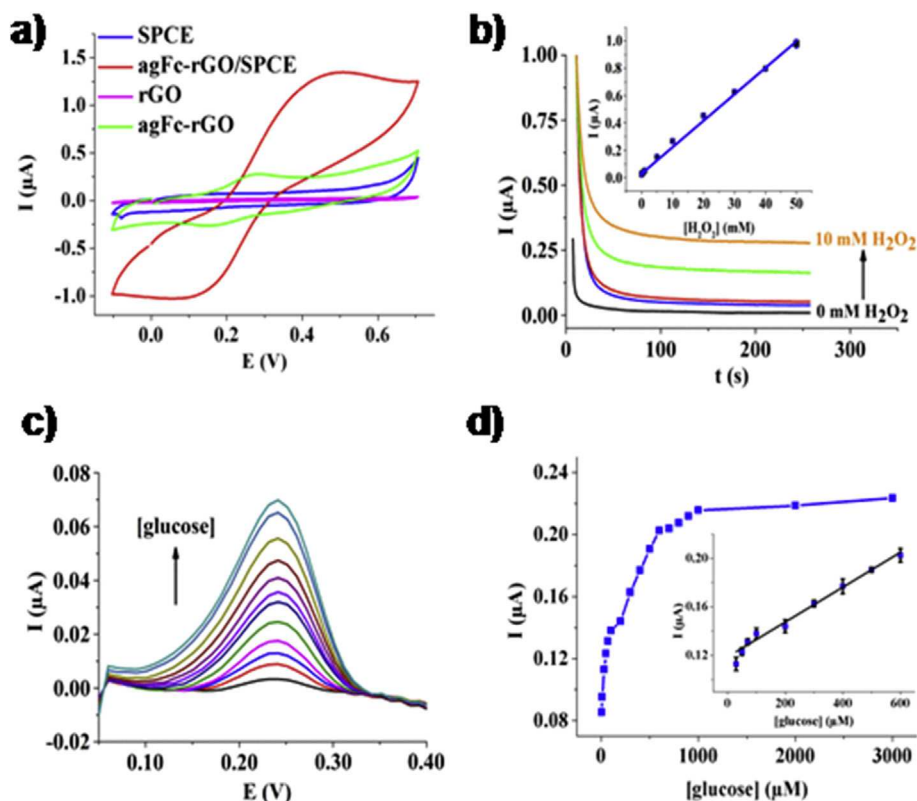 a)
SPCE
agFc-rGO/SPCE
rGO
agFc-rGO
1.5
1.0
0.5
0.0
-0.5
-1.0
I (µA)
0.0 0.2 0.4 0.6
E (V)
b)
1.00
0.75
0.50
0.25
0.00
I (µA)
1.0
0.8
0.6
0.4
0.2
0.0
I (µA)
0 10 20 30 40 50
[H₂O₂] (mM)
10 mM H₂O₂
0 mM H₂O₂
0 100 200 300
t (s)
c)
0.08
0.06
0.04
0.02
0.00
-0.02
I (µA)
[glucose]
0.10 0.20 0.30 0.40
E (V)
d)
0.24
0.20
0.16
0.12
0.08
I (µA)
0.20
0.16
0.12
I (µA)
0 200 400 600
[glucose] (µM)
0 1000 2000 3000
[glucose] (µM)